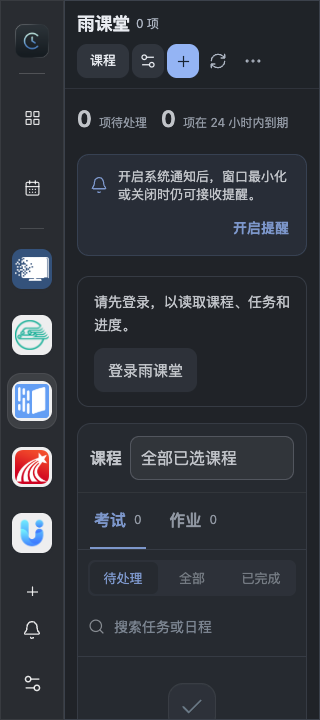 雨课堂 0 项
课程
0 项待处理 0 项在 24 小时内到期
开启系统通知后，窗口最小化
或关闭时仍可接收提醒。
开启提醒
请先登录，以读取课程、任务和
进度。
登录雨课堂
课程 全部已选课程
考试 0 作业 0
待处理 全部 已完成
搜索任务或日程